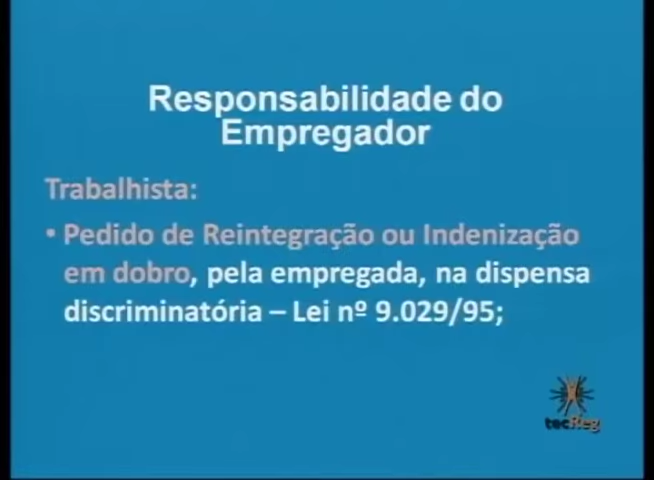 Responsabilidade do
Empregador
Trabalhista:
• Pedido de Reintegração ou Indenização
em dobro, pela empregada, na dispensa
discriminatória – Lei nº 9.029/95;
tecReg